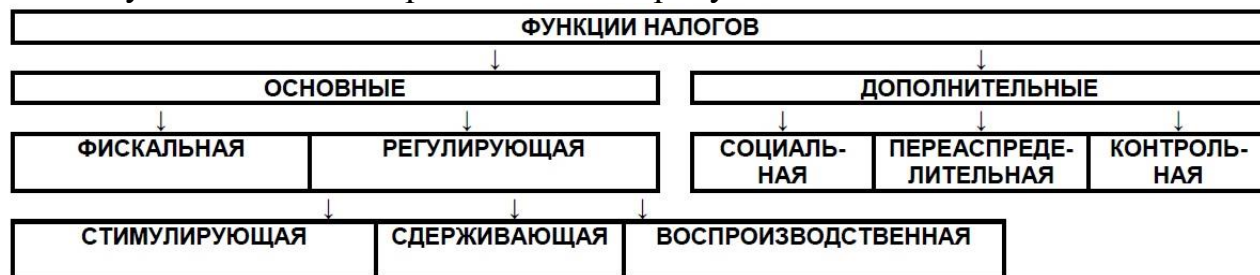 ФУНКЦИИ НАЛОГОВ
ОСНОВНЫЕ ДОПОЛНИТЕЛЬНЫЕ
ФИСКАЛЬНАЯ РЕГУЛИРУЮЩАЯ СОЦИАЛЬ- ПЕРЕАСПРЕДЕ- КОНТРОЛЬ-
НАЯ ЛИТЕЛЬНАЯ НАЯ
СТИМУЛИРУЮЩАЯ СДЕРЖИВАЮЩАЯ ВОСПРОИЗВОДСТВЕННАЯ